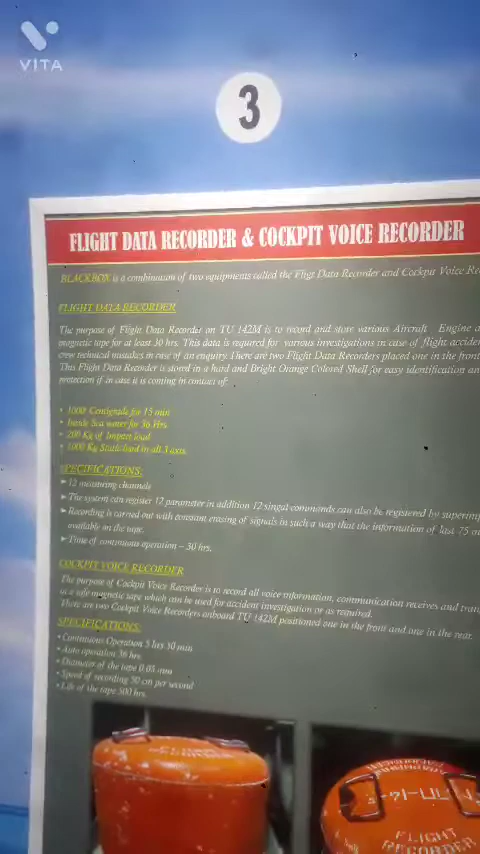 VITA
3
FLIGHT DATA RECORDER & COCKPIT VOICE RECORDER
BLACKBOX is a combination of two equipments called the Fligt Data Recorder and Cockpit Voice Re
FLIGHT DATA RECORDER
The purpose of Flight Data Recorder on TU 142M is to record and store various Aircraft Engine a
magnetic tape for at least 30 hrs. This data is required for various investigations in case of flight acciden
crew technical mistakes in case of an enquiry. There are two Flight Data Recorders placed one in the front
This Flight Data Recorder is stored in a hard and Bright Orange Colored Shell for easy identification an
protection if in case it is coming in contact of:
• 1000° Centigrade for 15 min
• Inside Sea water for 36 Hrs
• 200 Kg of Impact load
• 1000 Kg Static load in all 3 axis
SPECIFICATIONS:
➤ 12 measuring channels
➤ The system can register 12 parameter in addition 12 singal commands can also be registered by superimp
➤ Recording is carried out with constant erasing of signals in such a way that the information of last 75 m
available on the tape.
➤ Time of continuous operation – 30 hrs.
COCKPIT VOICE RECORDER
The purpose of Cockpit Voice Recorder is to record all voice information, communication receives and tran
in a safe magnetic tape which can be used for accident investigation or as required.
There are two Cockpit Voice Recorders onboard TU 142M positioned one in the front and one in the rear.
SPECIFICATIONS:
• Continuous Operation 5 hrs 30 min
• Auto operation 36 hrs
• Diameter of the tape 0.05 mm
• Speed of recording 50 cm per second
• Life of the tape 500 hrs.
FLIGHT
RECORDER